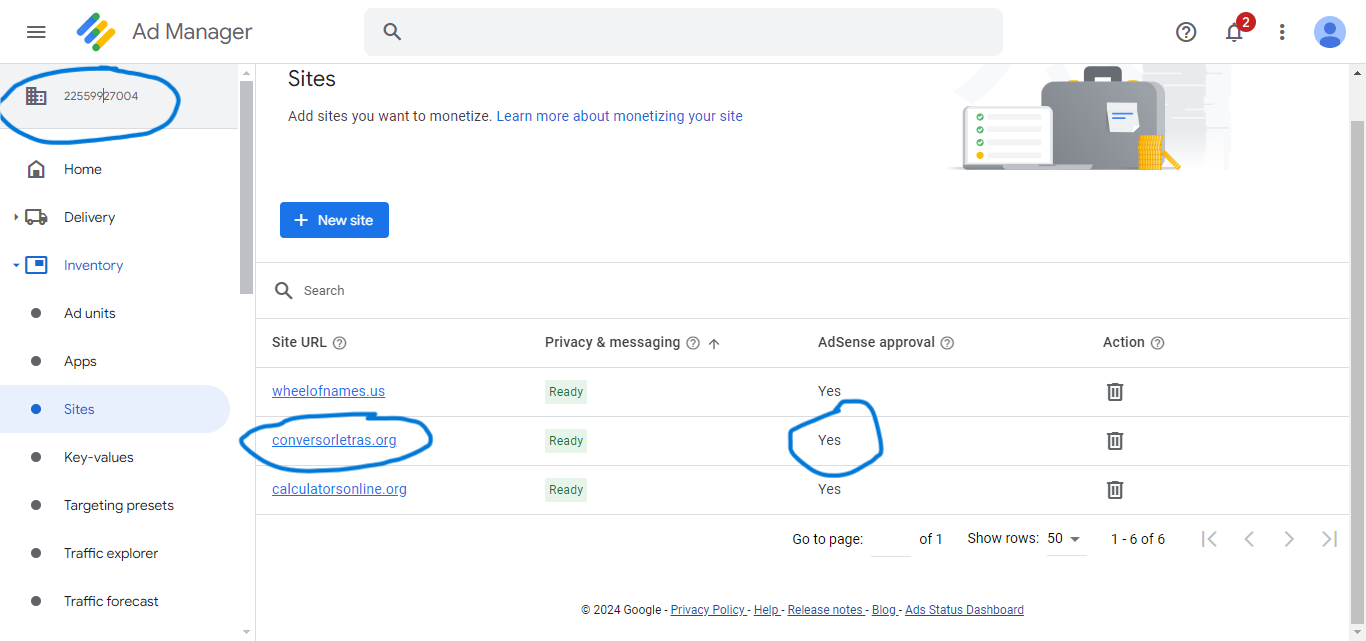 Ad Manager
2
22559927004
Home
Delivery
Inventory
Ad units
Apps
Sites
Key-values
Targeting presets
Traffic explorer
Traffic forecast
Sites
Add sites you want to monetize. Learn more about monetizing your site
+ New site
Search
Site URL Privacy & messaging AdSense approval Action
wheelofnames.us Ready Yes
conversorletras.org Ready Yes
calculatorsonline.org Ready Yes
Go to page: of 1 Show rows: 50 1 - 6 of 6
© 2024 Google - Privacy Policy - Help - Release notes - Blog - Ads Status Dashboard